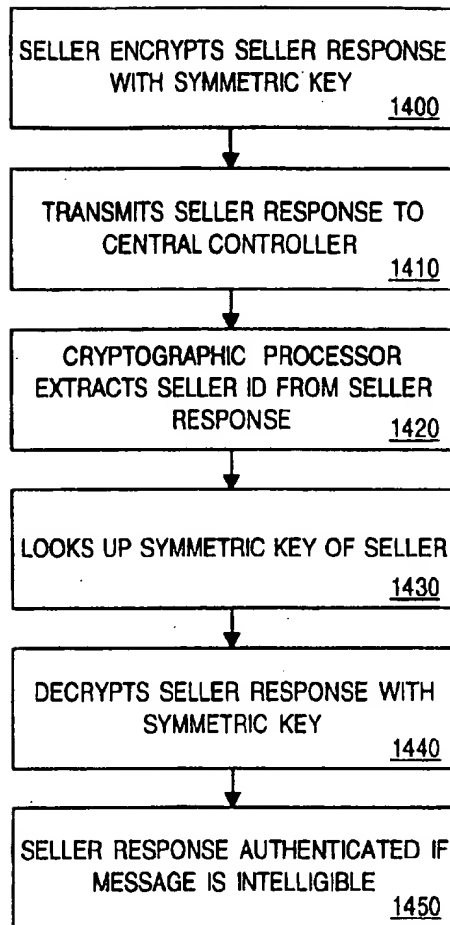 SELLER ENCRYPTS SELLER RESPONSE
WITH SYMMETRIC KEY
1400
TRANSMITS SELLER RESPONSE TO
CENTRAL CONTROLLER
1410
CRYPTOGRAPHIC PROCESSOR
EXTRACTS SELLER ID FROM SELLER
RESPONSE
1420
LOOKS UP SYMMETRIC KEY OF SELLER
1430
DECRYPTS SELLER RESPONSE WITH
SYMMETRIC KEY
1440
SELLER RESPONSE AUTHENTICATED IF
MESSAGE IS INTELLIGIBLE
1450